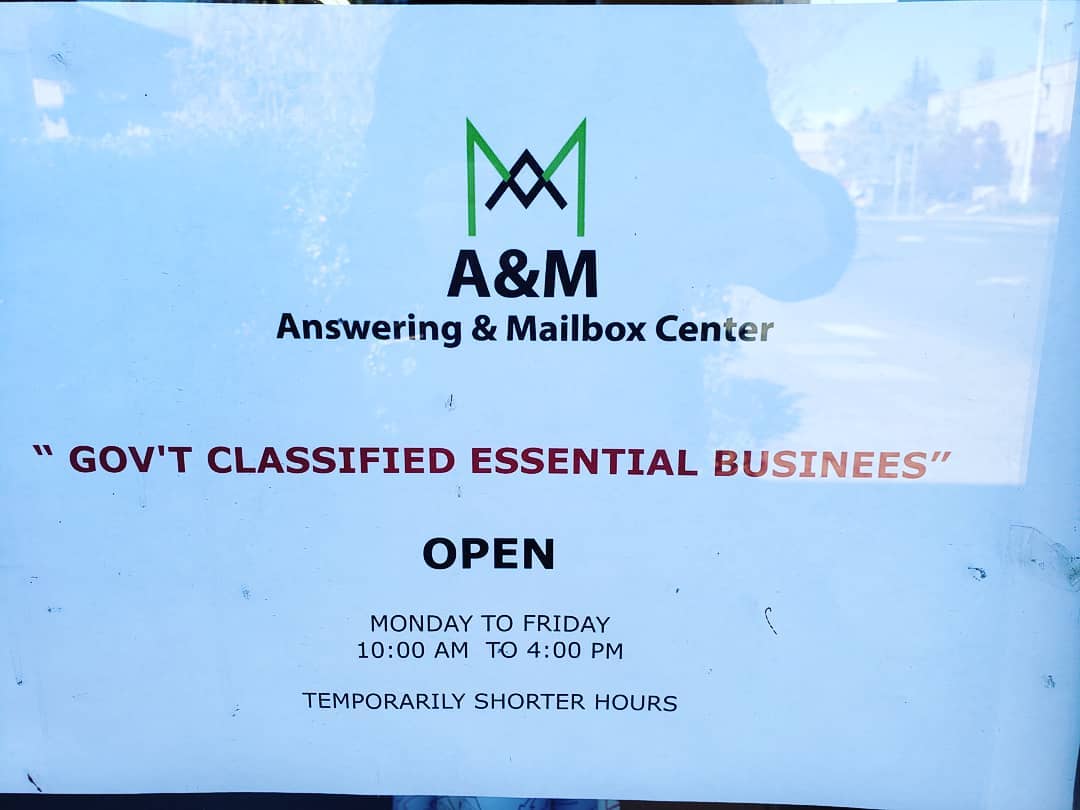 A&M
Answering & Mailbox Center
“ GOV'T CLASSIFIED ESSENTIAL BUSINEES”
OPEN
MONDAY TO FRIDAY
10:00 AM  TO 4:00 PM
TEMPORARILY SHORTER HOURS